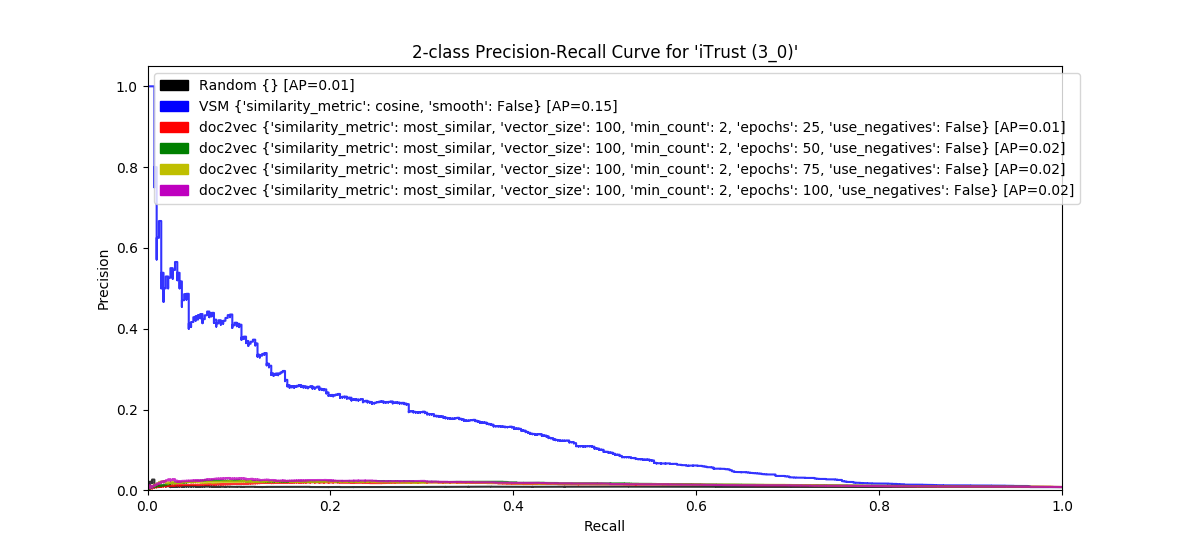 2-class Precision-Recall Curve for 'iTrust (3_0)'
Random {} [AP=0.01]
VSM {'similarity_metric': cosine, 'smooth': False} [AP=0.15]
doc2vec {'similarity_metric': most_similar, 'vector_size': 100, 'min_count': 2, 'epochs': 25, 'use_negatives': False} [AP=0.01]
doc2vec {'similarity_metric': most_similar, 'vector_size': 100, 'min_count': 2, 'epochs': 50, 'use_negatives': False} [AP=0.02]
doc2vec {'similarity_metric': most_similar, 'vector_size': 100, 'min_count': 2, 'epochs': 75, 'use_negatives': False} [AP=0.02]
doc2vec {'similarity_metric': most_similar, 'vector_size': 100, 'min_count': 2, 'epochs': 100, 'use_negatives': False} [AP=0.02]
Precision
1.0
0.8
0.6
0.4
0.2
0.0
0.0 0.2 0.4 0.6 0.8 1.0
Recall